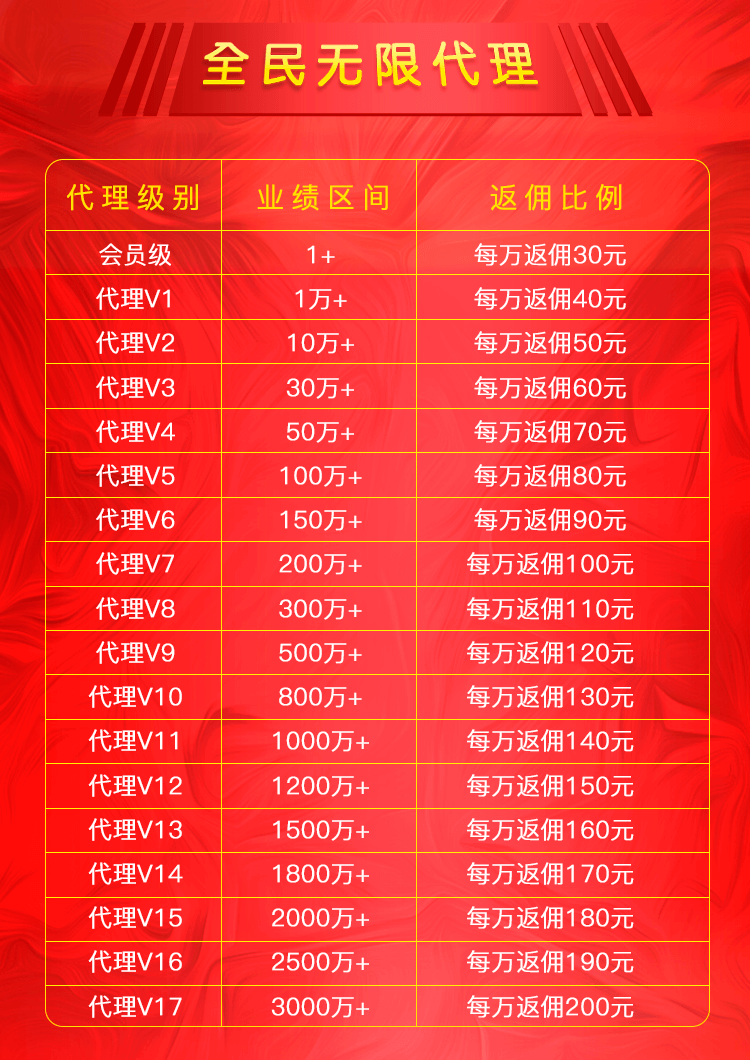 全民无限代理
代理级别 业绩区间 返佣比例
会员级 1+ 每万返佣30元
代理V1 1万+ 每万返佣40元
代理V2 10万+ 每万返佣50元
代理V3 30万+ 每万返佣60元
代理V4 50万+ 每万返佣70元
代理V5 100万+ 每万返佣80元
代理V6 150万+ 每万返佣90元
代理V7 200万+ 每万返佣100元
代理V8 300万+ 每万返佣110元
代理V9 500万+ 每万返佣120元
代理V10 800万+ 每万返佣130元
代理V11 1000万+ 每万返佣140元
代理V12 1200万+ 每万返佣150元
代理V13 1500万+ 每万返佣160元
代理V14 1800万+ 每万返佣170元
代理V15 2000万+ 每万返佣180元
代理V16 2500万+ 每万返佣190元
代理V17 3000万+ 每万返佣200元